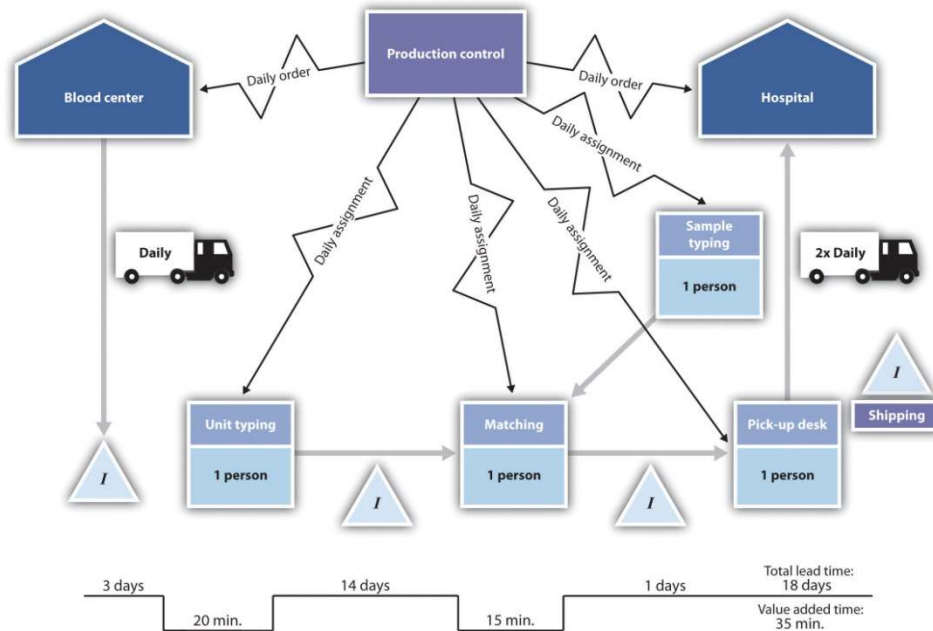 Production control
Blood center
Daily order
Daily order
Hospital
Daily assignment
Daily assignment
Daily assignment
Daily assignment
Daily
Sample
typing
1 person
2x Daily
I
Shipping
I
Unit typing
1 person
I
Matching
1 person
I
Pick-up desk
1 person
3 days
20 min.
14 days
15 min.
1 days
Total lead time:
18 days
Value added time:
35 min.